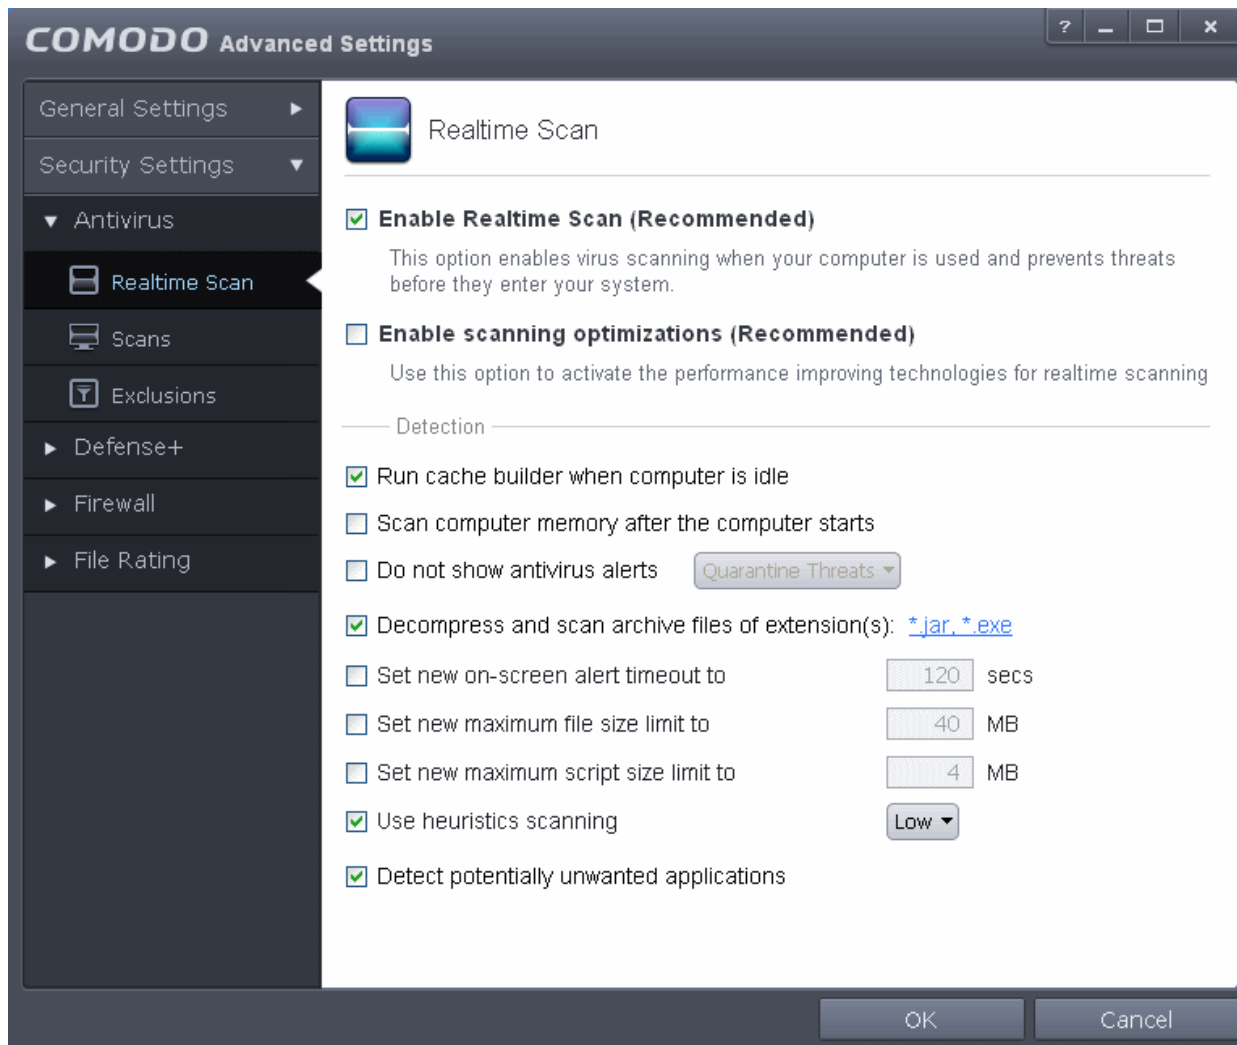 COMODO Advanced Settings
?
General Settings
Security Settings
Antivirus
Realtime Scan
Scans
Exclusions
Defense+
Firewall
File Rating
Realtime Scan
Enable Realtime Scan (Recommended)
This option enables virus scanning when your computer is used and prevents threats
before they enter your system.
Enable scanning optimizations (Recommended)
Use this option to activate the performance improving technologies for realtime scanning
Detection
Run cache builder when computer is idle
Scan computer memory after the computer starts
Do not show antivirus alerts Quarantine Threats
Decompress and scan archive files of extension(s): *.jar, *.exe
Set new on-screen alert timeout to 120 secs
Set new maximum file size limit to 40 MB
Set new maximum script size limit to 4 MB
Use heuristics scanning Low
Detect potentially unwanted applications
OK Cancel